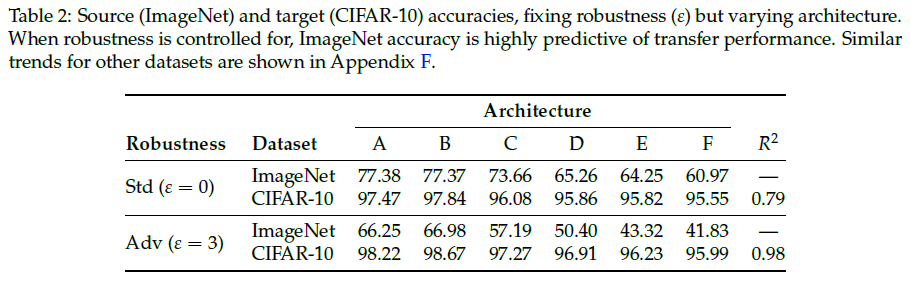 Table 2: Source (ImageNet) and target (CIFAR-10) accuracies, fixing robustness (ε) but varying architecture.
When robustness is controlled for, ImageNet accuracy is highly predictive of transfer performance. Similar
trends for other datasets are shown in Appendix F.
Architecture
Robustness Dataset A B C D E F R²
Std (ε = 0) ImageNet 77.38 77.37 73.66 65.26 64.25 60.97 —
CIFAR-10 97.47 97.84 96.08 95.86 95.82 95.55 0.79
Adv (ε = 3) ImageNet 66.25 66.98 57.19 50.40 43.32 41.83 —
CIFAR-10 98.22 98.67 97.27 96.91 96.23 95.99 0.98